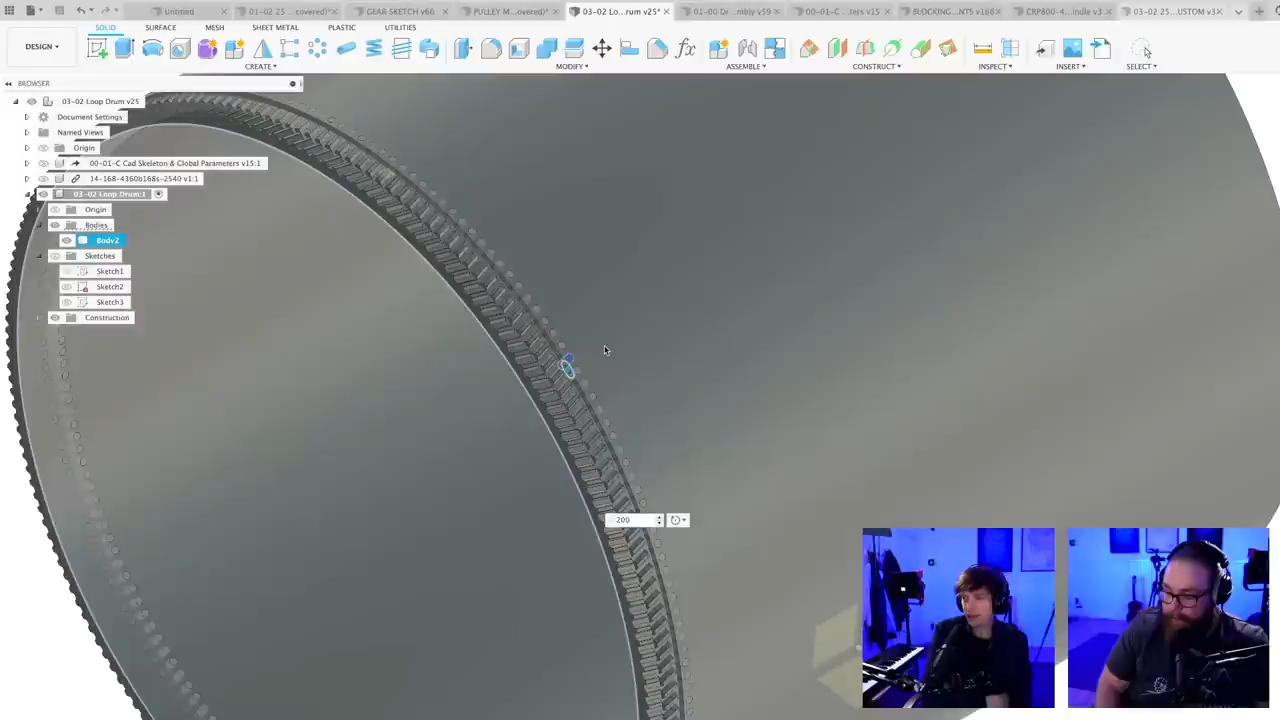 Untitled
01-02 25 ...covered)*
GEAR-SKETCH v66
PULLEY M...overed)*
03-02 Lo...rum v25*
01-00 Dr...mbly v59
00-01-C ...ters v15
BLOCKING...NTS v168
CRP800-4...indle v3
03-02 25...USTOM v3
SOLID
SURFACE
MESH
SHEET METAL
PLASTIC
UTILITIES
DESIGN
CREATE
MODIFY
ASSEMBLE
CONSTRUCT
INSPECT
INSERT
SELECT
BROWSER
03-02 Loop Drum v25
Document Settings
Named Views
Origin
00-01-C Cad Skeleton & Global Parameters v15:1
14-168-4360b168s-2540 v1:1
03-02 Loop Drum:1
Origin
Bodies
Body2
Sketches
Sketch1
Sketch2
Sketch3
Construction
200